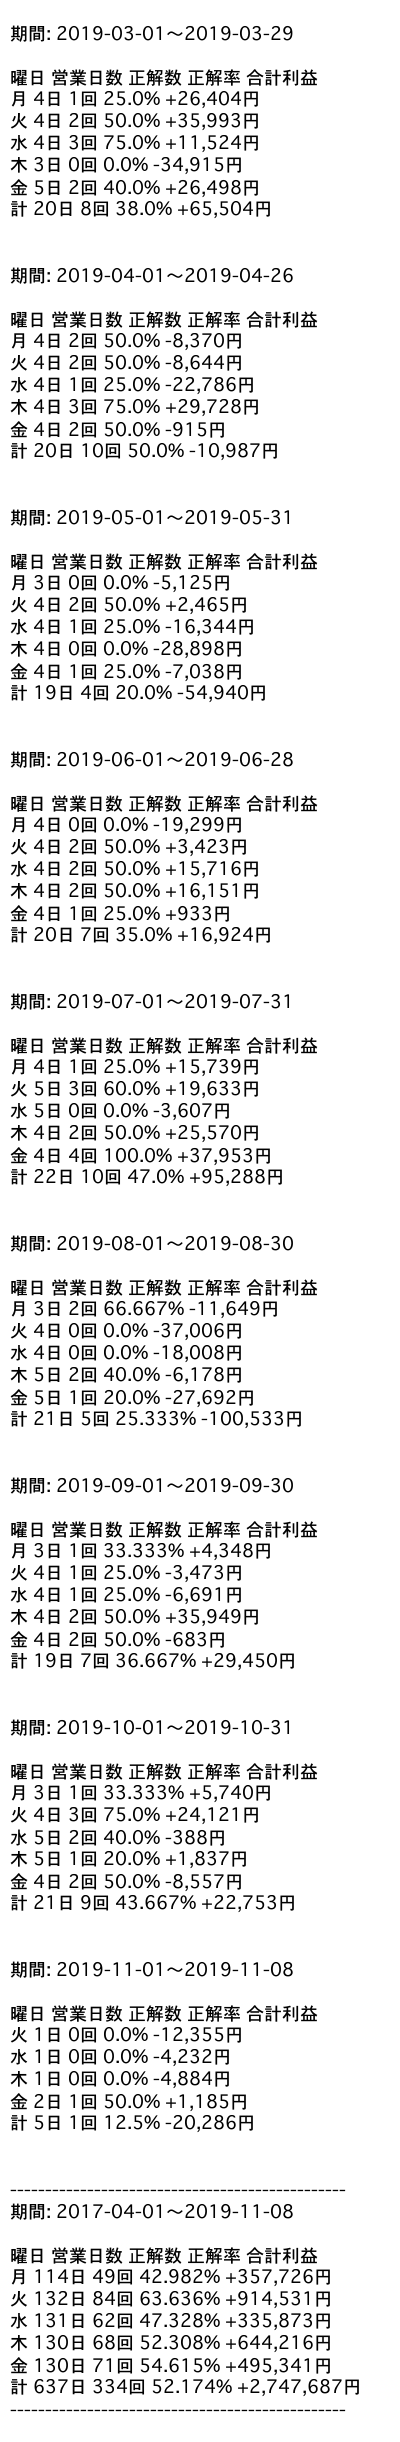 期間: 2019-03-01〜2019-03-29
曜日 営業日数 正解数 正解率 合計利益
月 4日 1回 25.0% +26,404円
火 4日 2回 50.0% +35,993円
水 4日 3回 75.0% +11,524円
木 3日 0回 0.0% -34,915円
金 5日 2回 40.0% +26,498円
計 20日 8回 38.0% +65,504円
期間: 2019-04-01〜2019-04-26
曜日 営業日数 正解数 正解率 合計利益
月 4日 2回 50.0% -8,370円
火 4日 2回 50.0% -8,644円
水 4日 1回 25.0% -22,786円
木 4日 3回 75.0% +29,728円
金 4日 2回 50.0% -915円
計 20日 10回 50.0% -10,987円
期間: 2019-05-01〜2019-05-31
曜日 営業日数 正解数 正解率 合計利益
月 3日 0回 0.0% -5,125円
火 4日 2回 50.0% +2,465円
水 4日 1回 25.0% -16,344円
木 4日 0回 0.0% -28,898円
金 4日 1回 25.0% -7,038円
計 19日 4回 20.0% -54,940円
期間: 2019-06-01〜2019-06-28
曜日 営業日数 正解数 正解率 合計利益
月 4日 0回 0.0% -19,299円
火 4日 2回 50.0% +3,423円
水 4日 2回 50.0% +15,716円
木 4日 2回 50.0% +16,151円
金 4日 1回 25.0% +933円
計 20日 7回 35.0% +16,924円
期間: 2019-07-01〜2019-07-31
曜日 営業日数 正解数 正解率 合計利益
月 4日 1回 25.0% +15,739円
火 5日 3回 60.0% +19,633円
水 5日 0回 0.0% -3,607円
木 4日 2回 50.0% +25,570円
金 4日 4回 100.0% +37,953円
計 22日 10回 47.0% +95,288円
期間: 2019-08-01〜2019-08-30
曜日 営業日数 正解数 正解率 合計利益
月 3日 2回 66.667% -11,649円
火 4日 0回 0.0% -37,006円
水 4日 0回 0.0% -18,008円
木 5日 2回 40.0% -6,178円
金 5日 1回 20.0% -27,692円
計 21日 5回 25.333% -100,533円
期間: 2019-09-01〜2019-09-30
曜日 営業日数 正解数 正解率 合計利益
月 3日 1回 33.333% +4,348円
火 4日 1回 25.0% -3,473円
水 4日 1回 25.0% -6,691円
木 4日 2回 50.0% +35,949円
金 4日 2回 50.0% -683円
計 19日 7回 36.667% +29,450円
期間: 2019-10-01〜2019-10-31
曜日 営業日数 正解数 正解率 合計利益
月 3日 1回 33.333% +5,740円
火 4日 3回 75.0% +24,121円
水 5日 2回 40.0% -388円
木 5日 1回 20.0% +1,837円
金 4日 2回 50.0% -8,557円
計 21日 9回 43.667% +22,753円
期間: 2019-11-01〜2019-11-08
曜日 営業日数 正解数 正解率 合計利益
火 1日 0回 0.0% -12,355円
水 1日 0回 0.0% -4,232円
木 1日 0回 0.0% -4,884円
金 2日 1回 50.0% +1,185円
計 5日 1回 12.5% -20,286円
------------------------------------------------
期間: 2017-04-01〜2019-11-08
曜日 営業日数 正解数 正解率 合計利益
月 114日 49回 42.982% +357,726円
火 132日 84回 63.636% +914,531円
水 131日 62回 47.328% +335,873円
木 130日 68回 52.308% +644,216円
金 130日 71回 54.615% +495,341円
計 637日 334回 52.174% +2,747,687円
------------------------------------------------